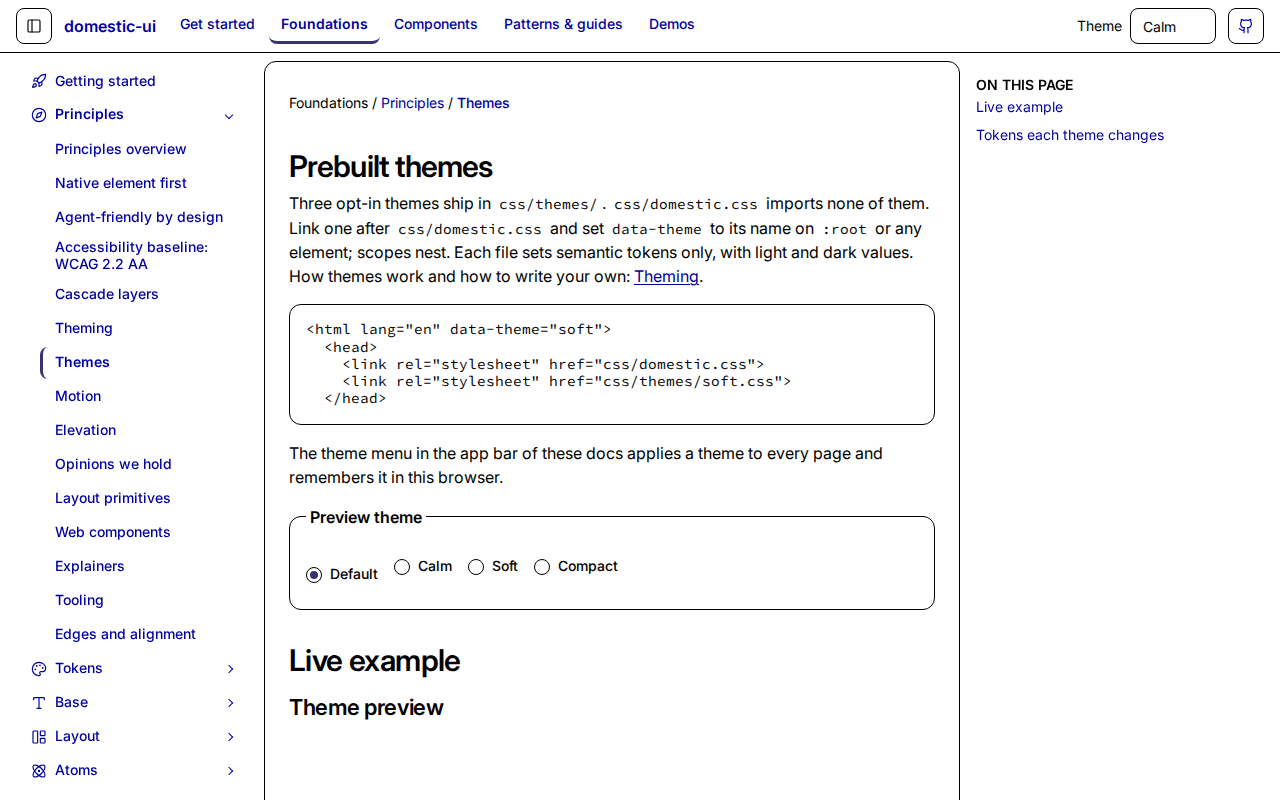 domestic-ui
Get started
Foundations
Components
Patterns & guides
Demos
Theme
Calm
Getting started
Principles
Principles overview
Native element first
Agent-friendly by design
Accessibility baseline:
WCAG 2.2 AA
Cascade layers
Theming
Themes
Motion
Elevation
Opinions we hold
Layout primitives
Web components
Explainers
Tooling
Edges and alignment
Tokens
Base
Layout
Atoms
Foundations / Principles / Themes
Prebuilt themes
Three opt-in themes ship in css/themes/. css/domestic.css imports none of them.
Link one after css/domestic.css and set data-theme to its name on :root or any
element; scopes nest. Each file sets semantic tokens only, with light and dark values.
How themes work and how to write your own: Theming.
<html lang="en" data-theme="soft">
  <head>
    <link rel="stylesheet" href="css/domestic.css">
    <link rel="stylesheet" href="css/themes/soft.css">
  </head>
The theme menu in the app bar of these docs applies a theme to every page and
remembers it in this browser.
Preview theme
Default
Calm
Soft
Compact
Live example
Theme preview
ON THIS PAGE
Live example
Tokens each theme changes